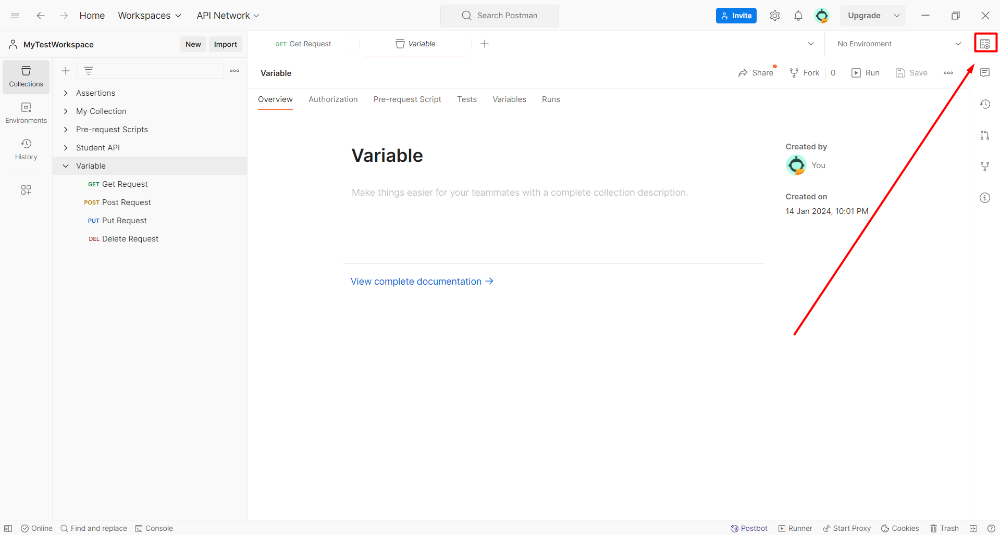 Home Workspaces API Network Search Postman Invite Upgrade
MyTestWorkspace New Import GET Get Request Variable No Environment
Collections
Environments
History
Assertions
My Collection
Pre-request Scripts
Student API
Variable
GET Get Request
POST Post Request
PUT Put Request
DEL Delete Request
Variable Share Fork 0 Run Save
Overview Authorization Pre-request Script Tests Variables Runs
Variable
Make things easier for your teammates with a complete collection description.
View complete documentation →
Created by
You
Created on
14 Jan 2024, 10:01 PM
Online Find and replace Console Postbot Runner Start Proxy Cookies Trash